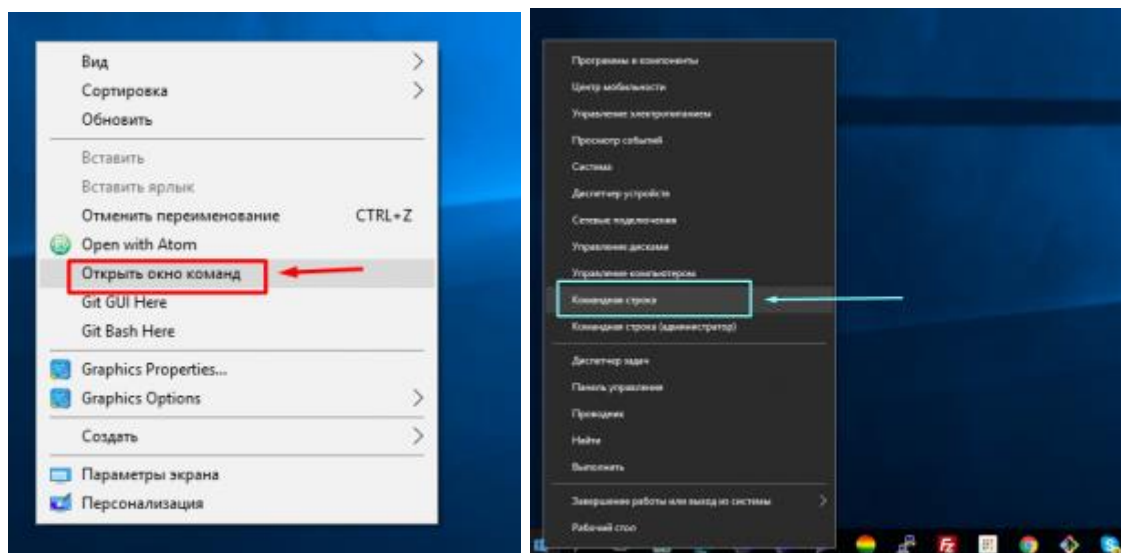 Вид
Сортировка
Обновить
Вставить
Вставить ярлык
Отменить переименование CTRL+Z
Open with Atom
Открыть окно команд
Git GUI Here
Git Bash Here
Graphics Properties...
Graphics Options
Создать
Параметры экрана
Персонализация
Программы и компоненты
Центр мобильности
Управление электропитанием
Просмотр событий
Система
Диспетчер устройств
Сетевые подключения
Управление дисками
Управление компьютером
Командная строка
Командная строка (администратор)
Диспетчер задач
Панель управления
Проводник
Найти
Выполнить
Завершение работы или выход из системы
Рабочий стол